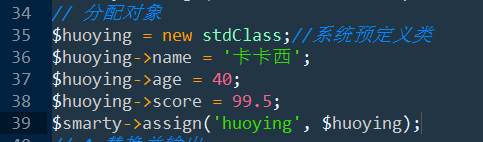 34 // 分配对象
35 $huoying = new stdClass;//系统预定义类
36 $huoying->name = '卡卡西';
37 $huoying->age = 40;
38 $huoying->score = 99.5;
39 $smarty->assign('huoying', $huoying);